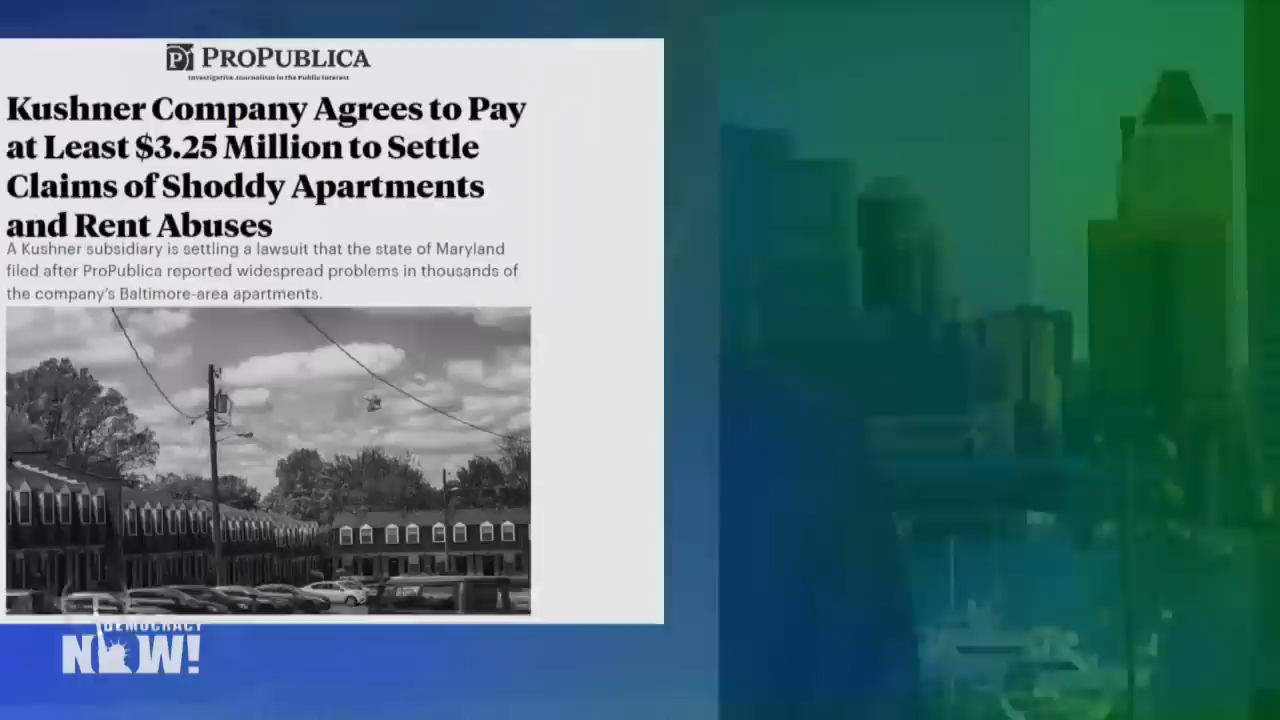 PROPUBLICA
Investigative Journalism in the Public Interest
Kushner Company Agrees to Pay
at Least $3.25 Million to Settle
Claims of Shoddy Apartments
and Rent Abuses
A Kushner subsidiary is settling a lawsuit that the state of Maryland
filed after ProPublica reported widespread problems in thousands of
the company's Baltimore-area apartments.
DEMOCRACY
NOW!